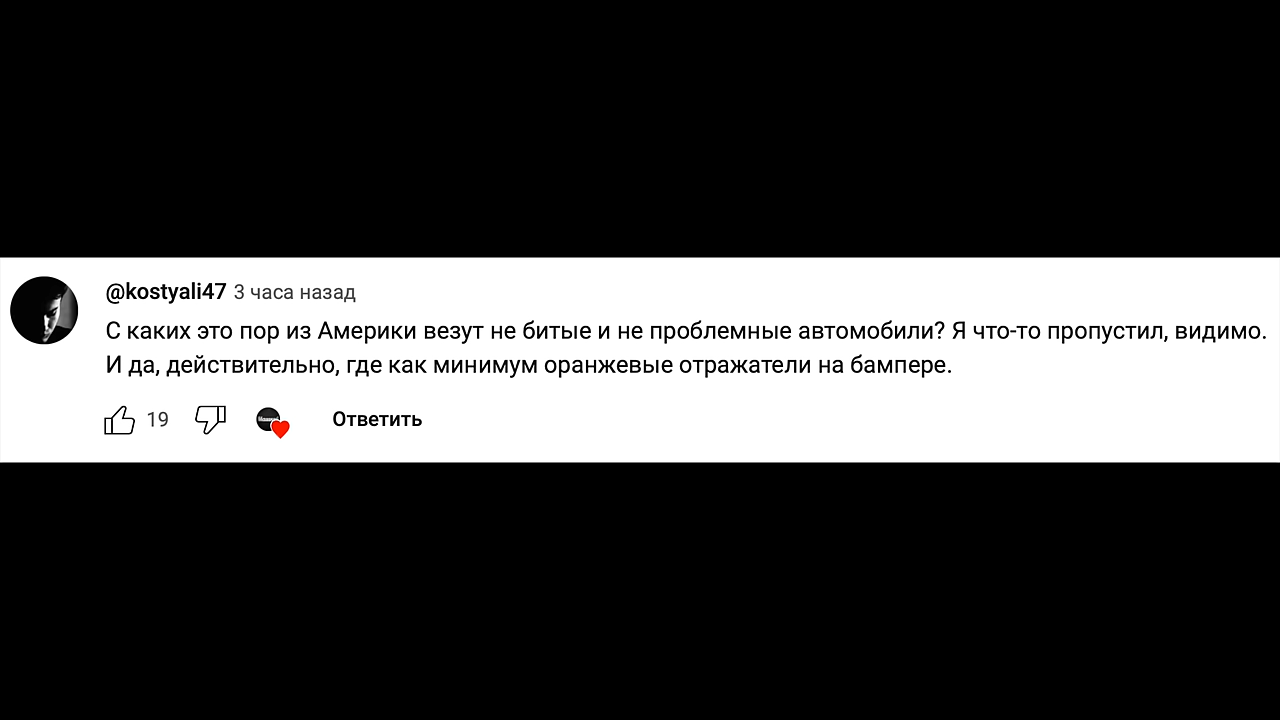 @kostyali47 3 часа назад
С каких это пор из Америки везут не битые и не проблемные автомобили? Я что-то пропустил, видимо.
И да, действительно, где как минимум оранжевые отражатели на бампере.
19 Ответить